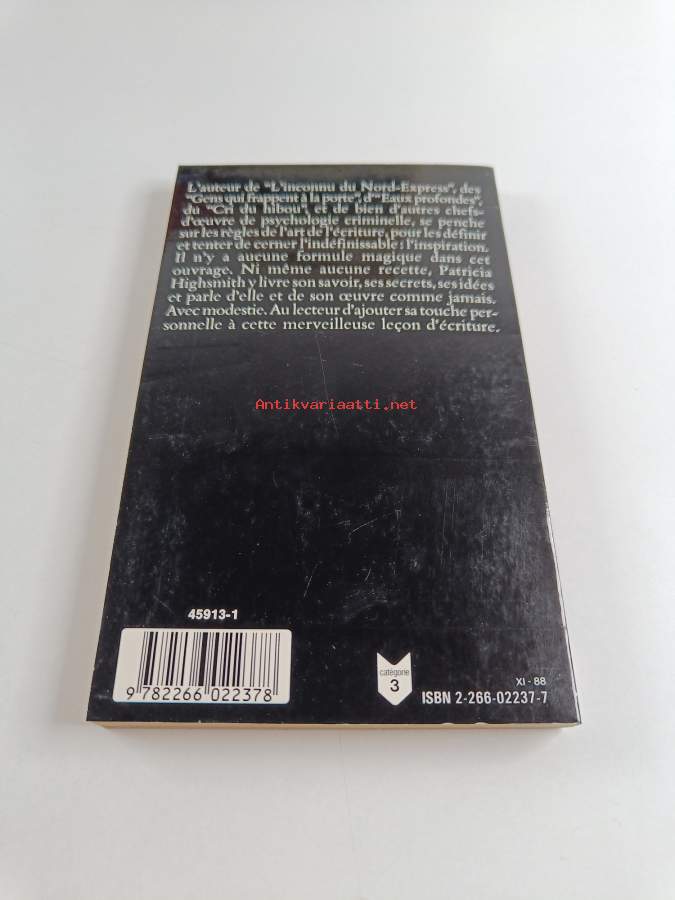 L'auteur de "L'inconnu du Nord-Express", des
"Gens qui frappent à la porte", d'"Eaux profondes",
du "Cri du hibou", et de bien d'autres chefs-
d'œuvre de psychologie criminelle, se penche
sur les règles de l'art de l'écriture, pour les définir
et tenter de cerner l'indéfinissable : l'inspiration.
Il n'y a aucune formule magique dans cet
ouvrage. Ni même aucune recette, Patricia
Highsmith y livre son savoir, ses secrets, ses idées
et parle d'elle et de son œuvre comme jamais.
Avec modestie. Au lecteur d'ajouter sa touche per-
sonnelle à cette merveilleuse leçon d'écriture.
Antikvariaatti.net
45913-1
9 782266 022378
catégorie
3
XI - 88
ISBN 2-266-02237-7